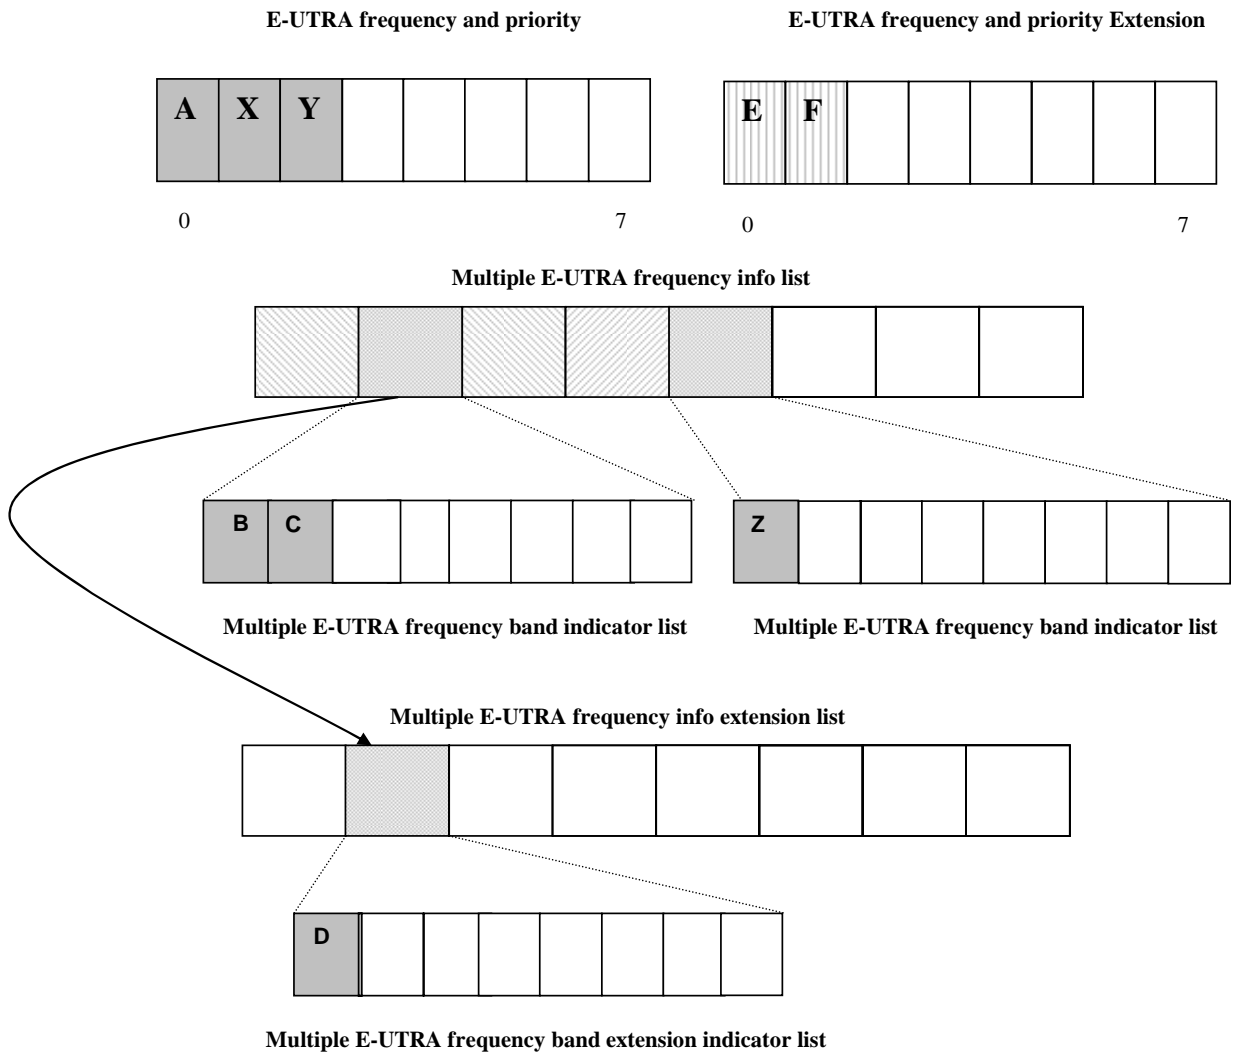 E-UTRA frequency and priority
E-UTRA frequency and priority Extension
A X Y
E F
0 7
0 7
Multiple E-UTRA frequency info list
B C
Z
Multiple E-UTRA frequency band indicator list
Multiple E-UTRA frequency band indicator list
Multiple E-UTRA frequency info extension list
D
Multiple E-UTRA frequency band extension indicator list